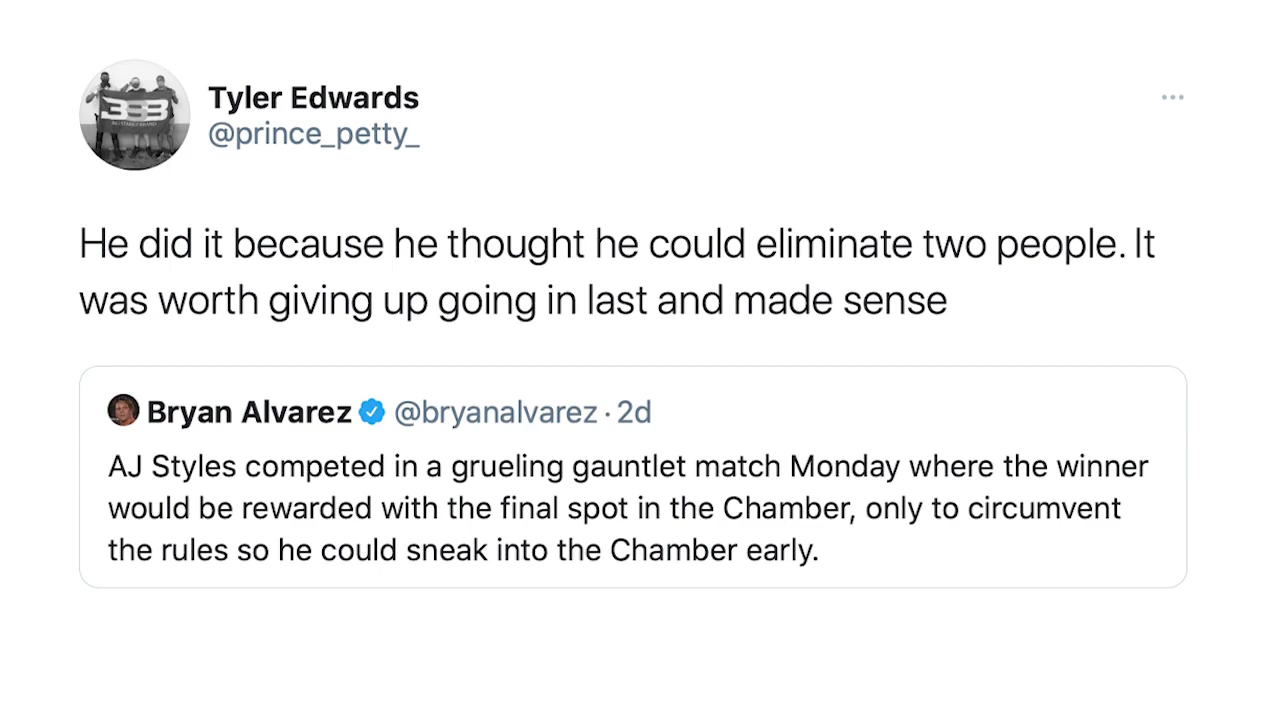 Tyler Edwards
@prince_petty_
He did it because he thought he could eliminate two people. It
was worth giving up going in last and made sense
Bryan Alvarez @bryanalvarez · 2d
AJ Styles competed in a grueling gauntlet match Monday where the winner
would be rewarded with the final spot in the Chamber, only to circumvent
the rules so he could sneak into the Chamber early.